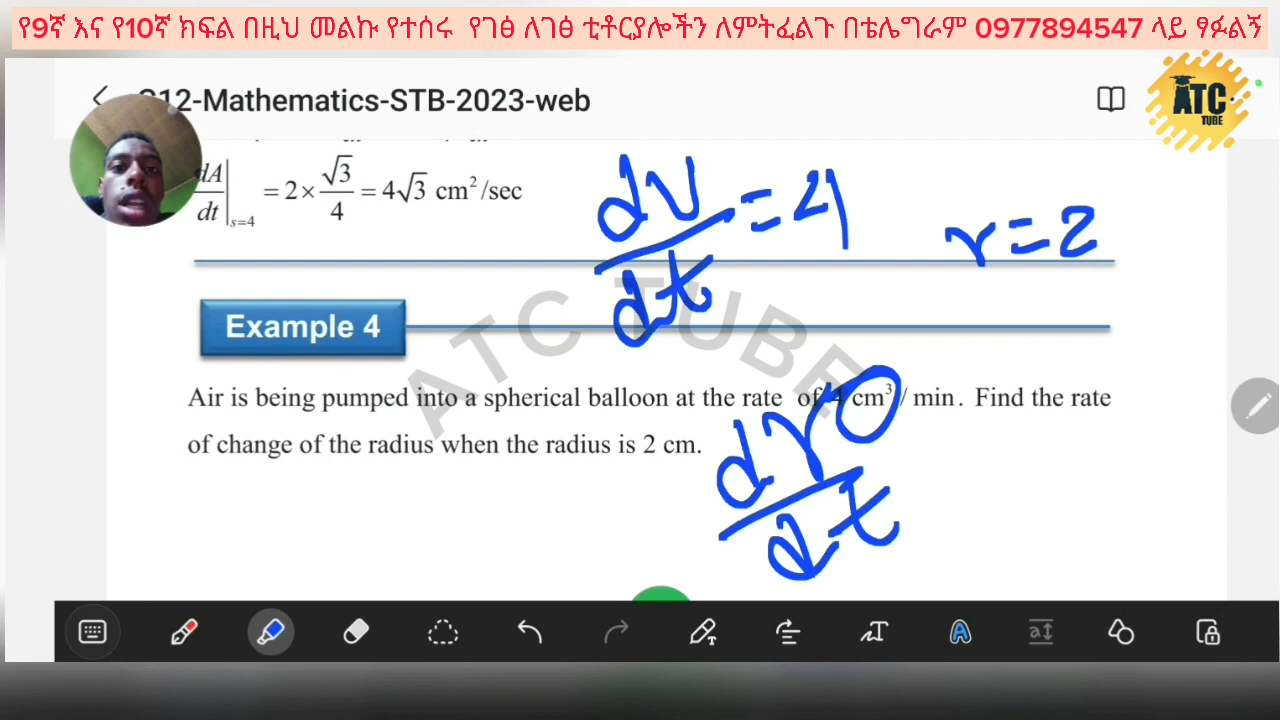 የ9ኛ እና የ10ኛ ክፍል በዚህ መልኩ የተሰሩ የገፅ ለገፅ ቲቶርያሎችን ለምትፈልጉ በቴሌግራም 0977894547 ላይ ፃፉልኝ
12-Mathematics-STB-2023-web
ATC
TUBE
dA/dt|s=4 = 2 × √3/4 = 4√3 cm²/sec
dv/dt = 4
r = 2
ATC TUBE
Example 4
Air is being pumped into a spherical balloon at the rate of 4 cm³/ min. Find the rate
of change of the radius when the radius is 2 cm.
dr/dt